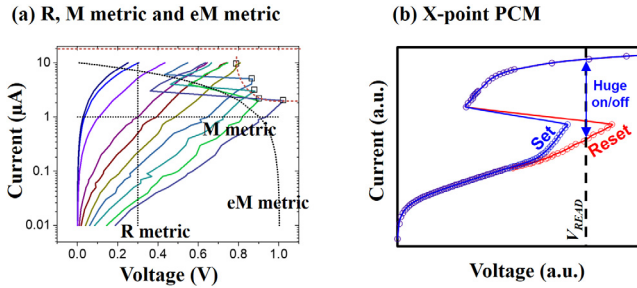 (a) R, M metric and eM metric
(b) X-point PCM
Current (µA)
10
1
0.1
0.01
M metric
eM metric
R metric
0.0 0.2 0.4 0.6 0.8 1.0
Voltage (V)
Current (a.u.)
Huge
on/off
Set
Reset
V_READ
Voltage (a.u.)